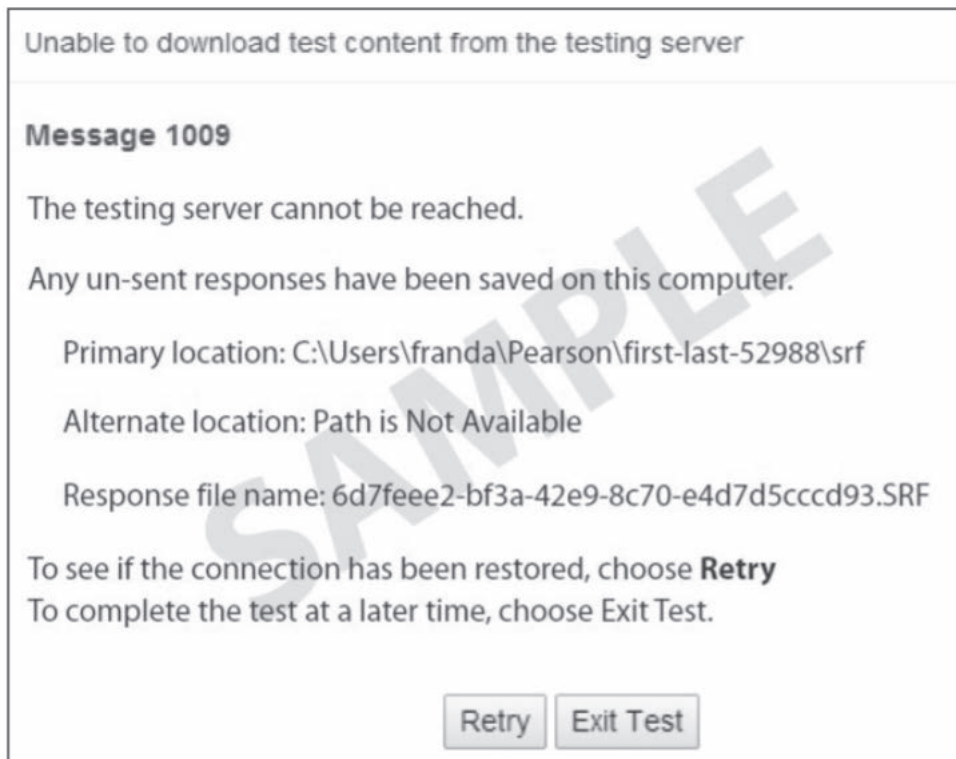 Unable to download test content from the testing server
Message 1009
The testing server cannot be reached.
Any un-sent responses have been saved on this computer.
Primary location: C:\Users\franda\Pearson\first-last-52988\srf
Alternate location: Path is Not Available
Response file name: 6d7feee2-bf3a-42e9-8c70-e4d7d5cccd93.SRF
To see if the connection has been restored, choose Retry
To complete the test at a later time, choose Exit Test.
Retry Exit Test
SAMPLE